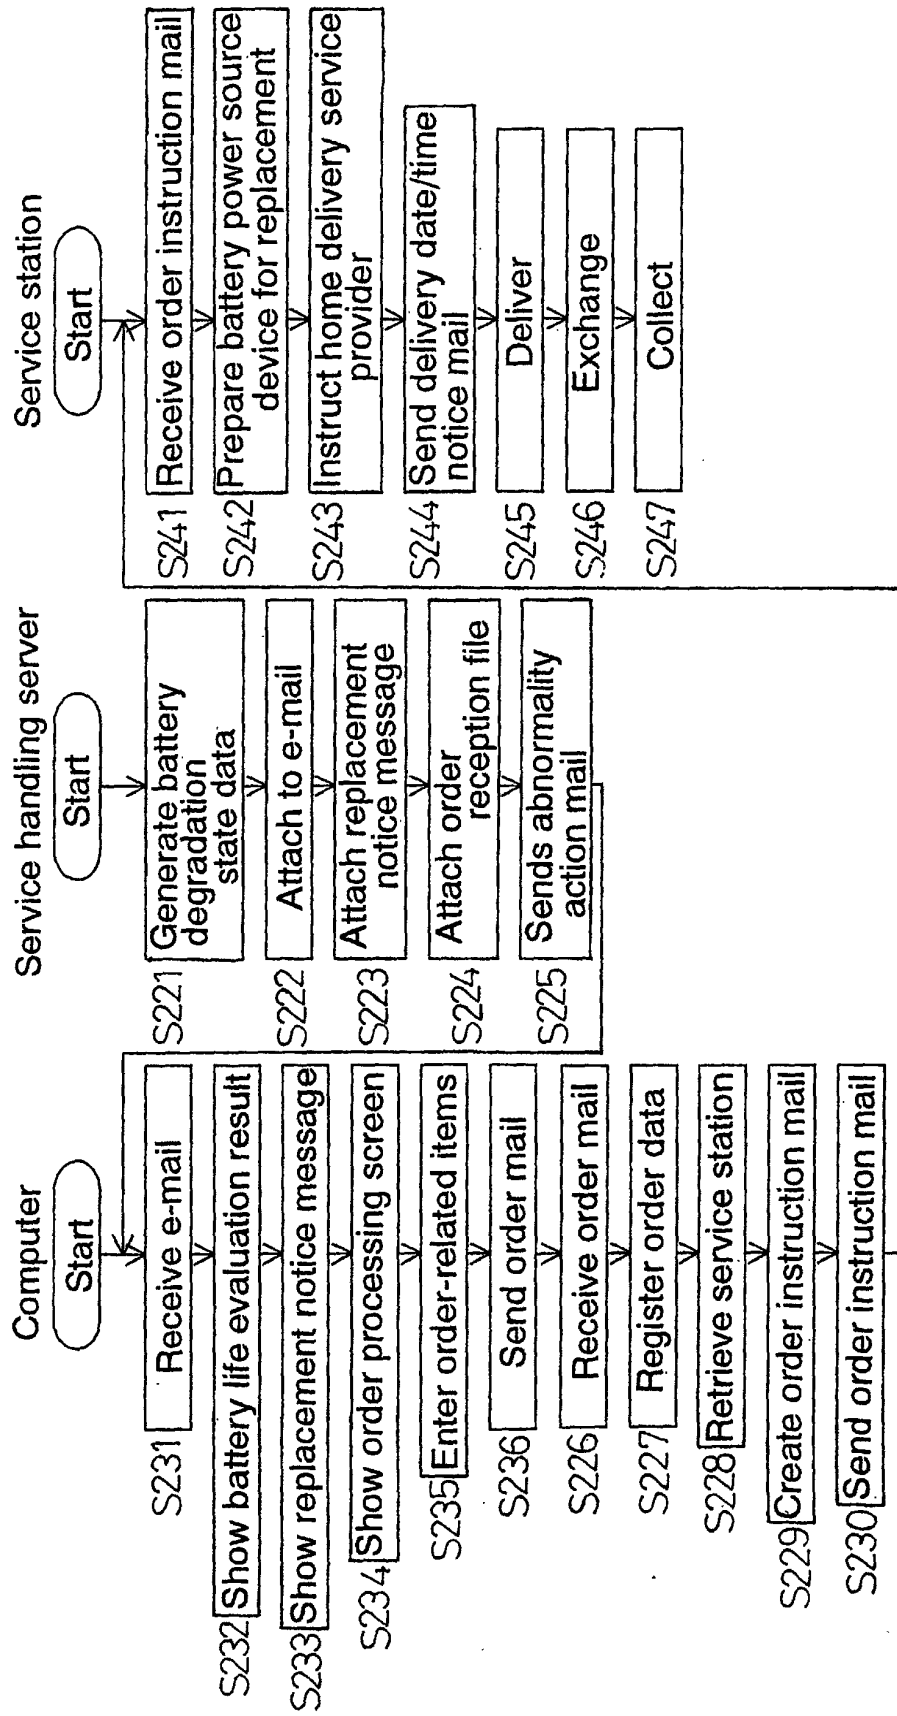 Computer
Start
S231
Receive e-mail
S232
Show battery life evaluation result
S233
Show replacement notice message
S234
Show order processing screen
S235
Enter order-related items
S236
Send order mail
S226
Receive order mail
S227
Register order data
S228
Retrieve service station
S229
Create order instruction mail
S230
Send order instruction mail
Service handling server
Start
S221
Generate battery
degradation
state data
S222
Attach to e-mail
S223
Attach replacement
notice message
S224
Attach order
reception file
S225
Sends abnormality
action mail
Service station
Start
S241
Receive order instruction mail
S242
Prepare battery power source
device for replacement
S243
Instruct home delivery service
provider
S244
Send delivery date/time
notice mail
S245
Deliver
S246
Exchange
S247
Collect